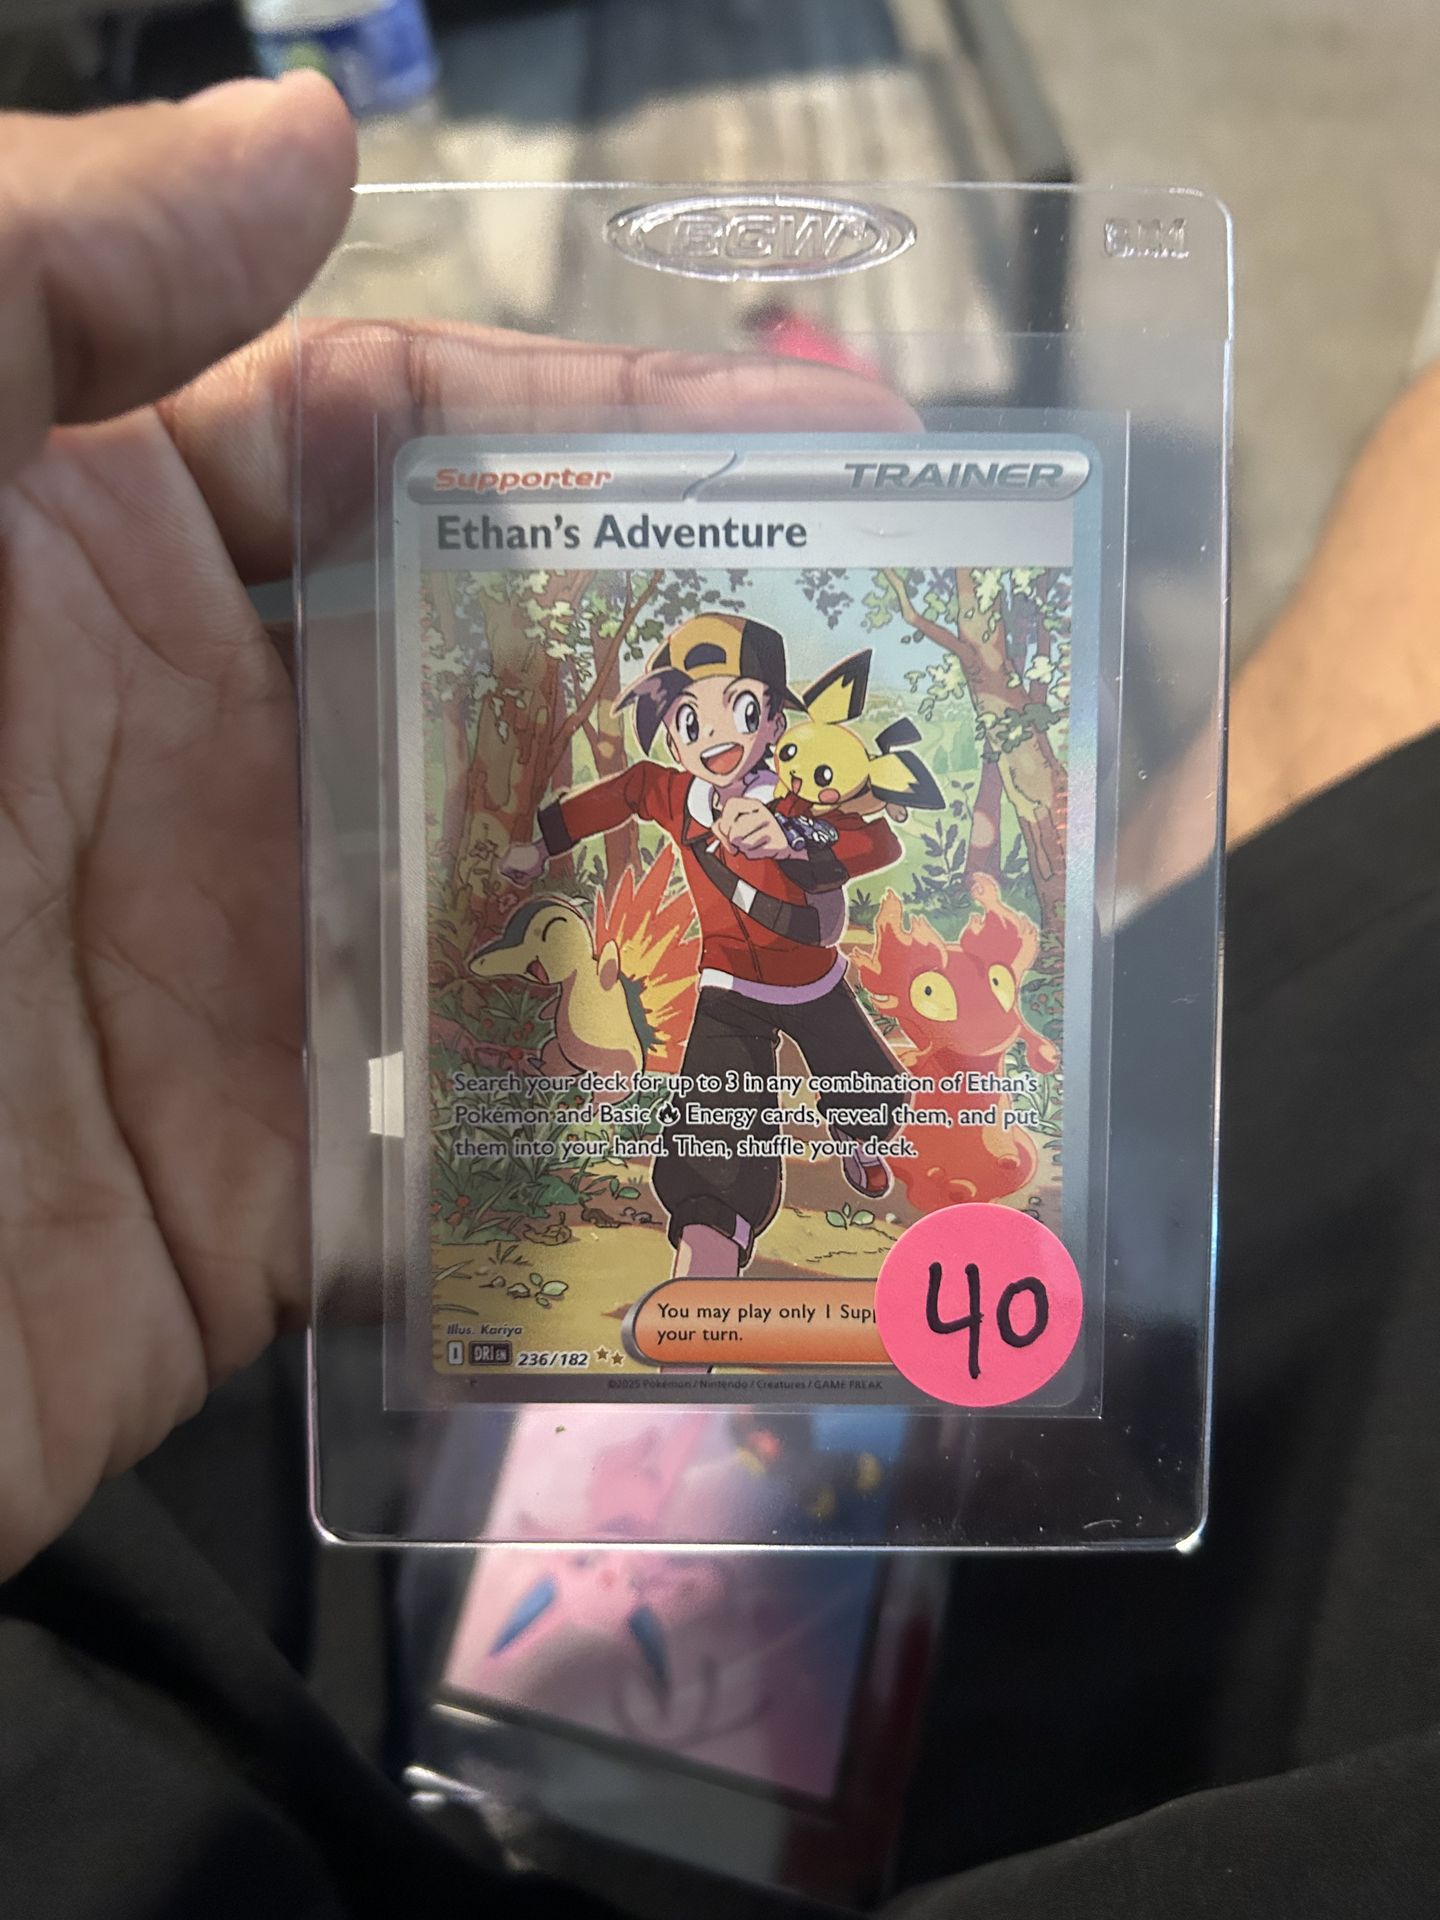 BGW
Supporter
TRAINER
Ethan's Adventure
Search your deck for up to 3 in any combination of Ethan's
Pokémon and Basic Energy cards, reveal them, and put
them into your hand. Then, shuffle your deck.
You may play only 1 Sup
your turn.
40
Illus. Kariya
I DRI EN 236/182
©2025 Pokémon / Nintendo / Creatures / GAME FREAK